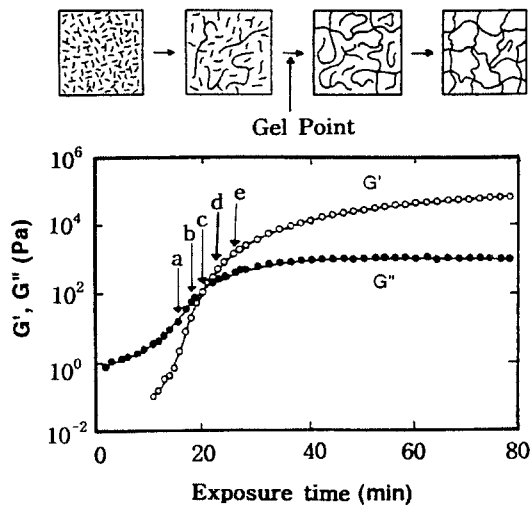 Gel Point
10^6
10^4
10^2
10^0
10^-2
G', G" (Pa)
a
b
c
d
e
G'
G"
0
20
40
60
80
Exposure time (min)